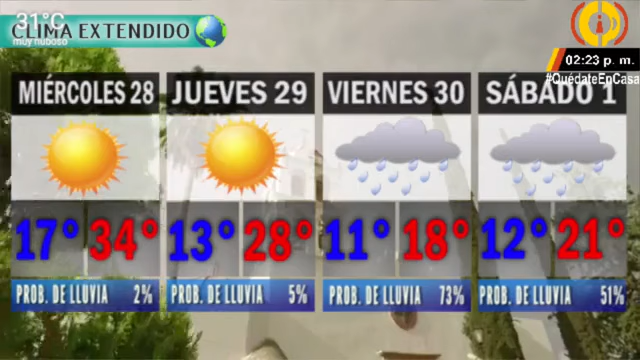 31°C
CLIMA EXTENDIDO
muy nuboso
02:23 p. m.
#QuédateEnCasa
MIÉRCOLES 28
JUEVES 29
VIERNES 30
SÁBADO 1
17° 34°
13° 28°
11° 18°
12° 21°
PROB. DE LLUVIA 2%
PROB. DE LLUVIA 5%
PROB. DE LLUVIA 73%
PROB. DE LLUVIA 51%